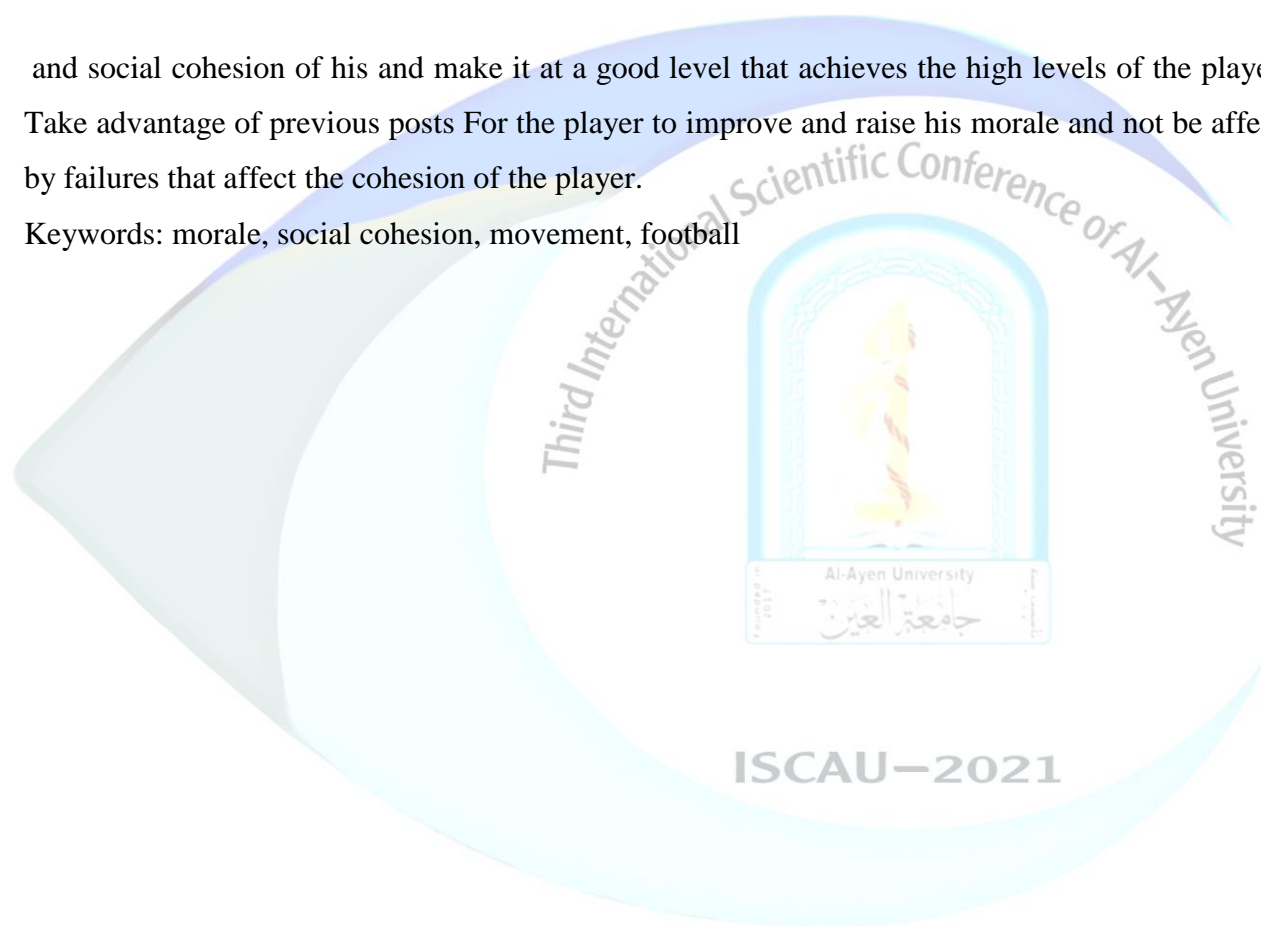 and social cohesion of his and make it at a good level that achieves the high levels of the playe
Take advantage of previous posts For the player to improve and raise his morale and not be affe
by failures that affect the cohesion of the player.
Keywords: morale, social cohesion, movement, football
Third International Scientific Conference of Al-Ayen University
Founded in
2017
Al-Ayen University
جامعة العين
ISCAU-2021